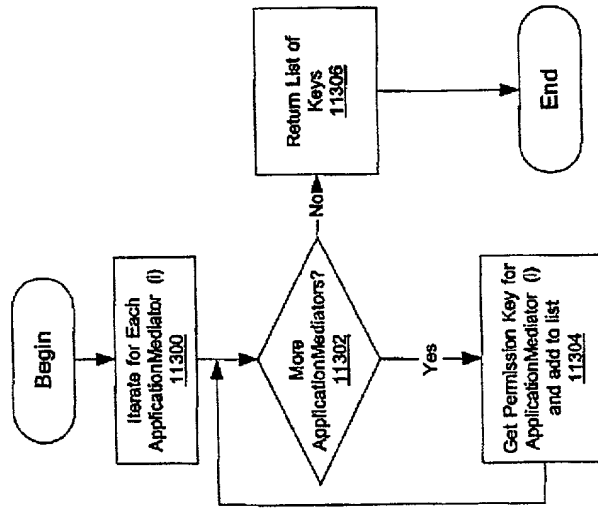 Begin
Iterate for Each
ApplicationMediator (i)
11300
More
ApplicationMediators?
11302
No
Return List of
Keys
11306
End
Yes
Get Permission Key for
ApplicationMediator (i)
and add to list
11304